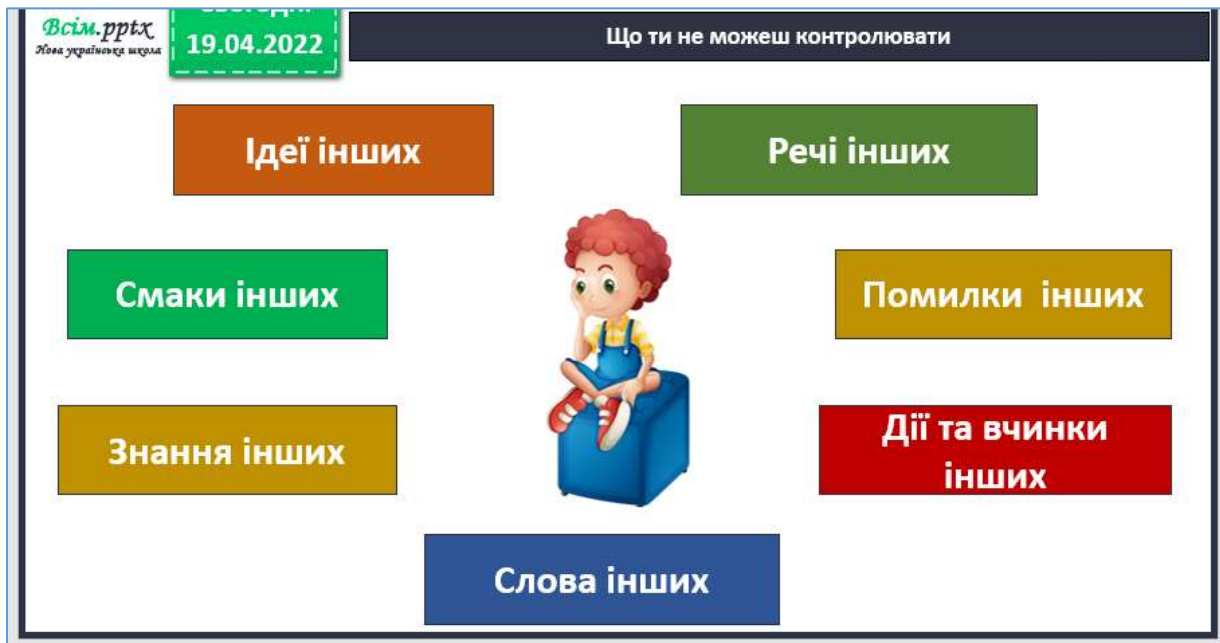 Всім.pptx
Нова українська школа
19.04.2022
Що ти не можеш контролювати
Ідеї інших
Речі інших
Смаки інших
Помилки інших
Знання інших
Дії та вчинки
інших
Слова інших